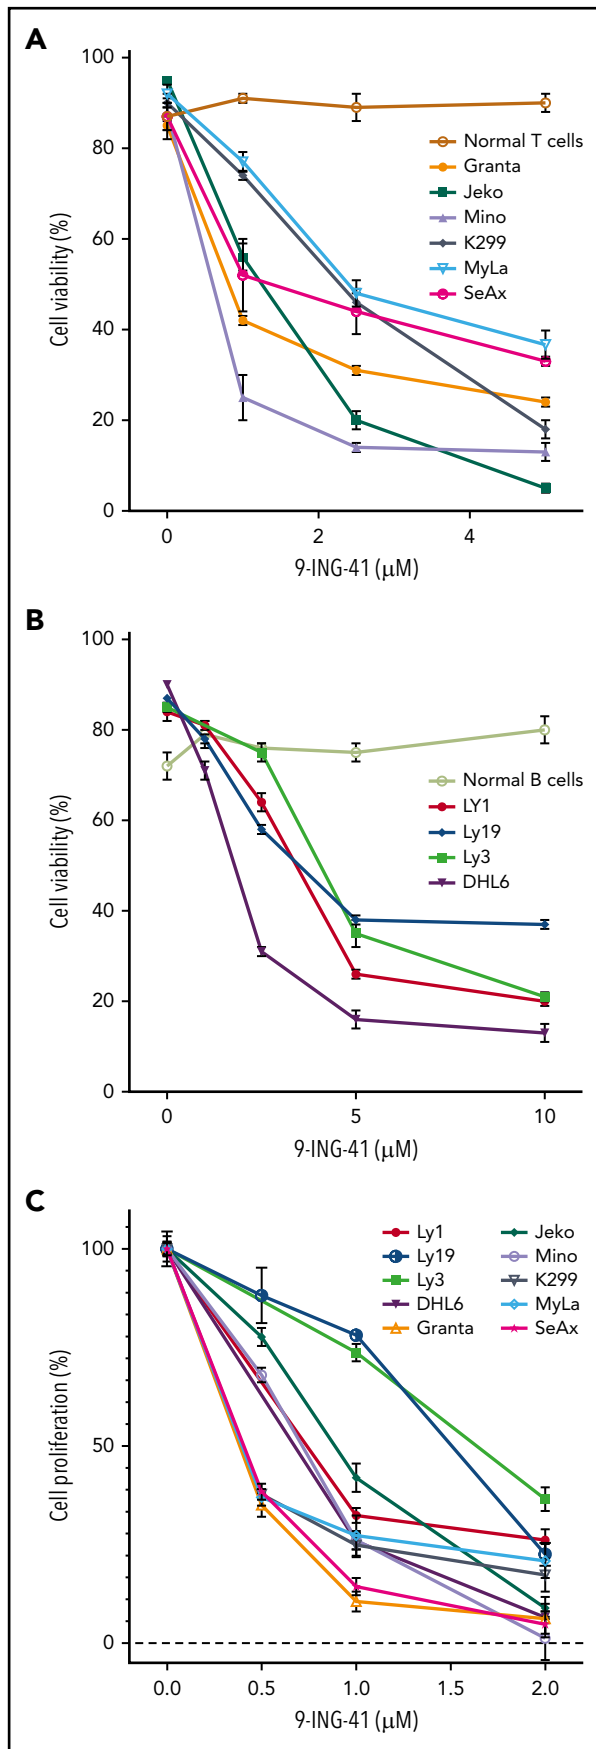 A
100
80
60
40
20
0
Cell viability (%)
Normal T cells
Granta
Jeko
Mino
K299
MyLa
SeAx
0 2 4
9-ING-41 (μM)
B
100
80
60
40
20
0
Cell viability (%)
Normal B cells
LY1
Ly19
Ly3
DHL6
0 5 10
9-ING-41 (μM)
C
100
50
0
Cell proliferation (%)
Ly1 Jeko
Ly19 Mino
Ly3 K299
DHL6 MyLa
Granta SeAx
0.0 0.5 1.0 1.5 2.0
9-ING-41 (μM)